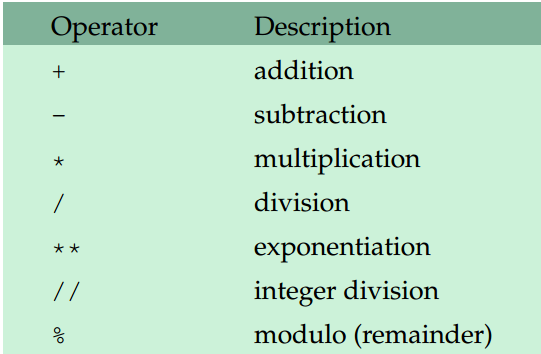 Operator Description
+ addition
- subtraction
* multiplication
/ division
** exponentiation
// integer division
% modulo (remainder)